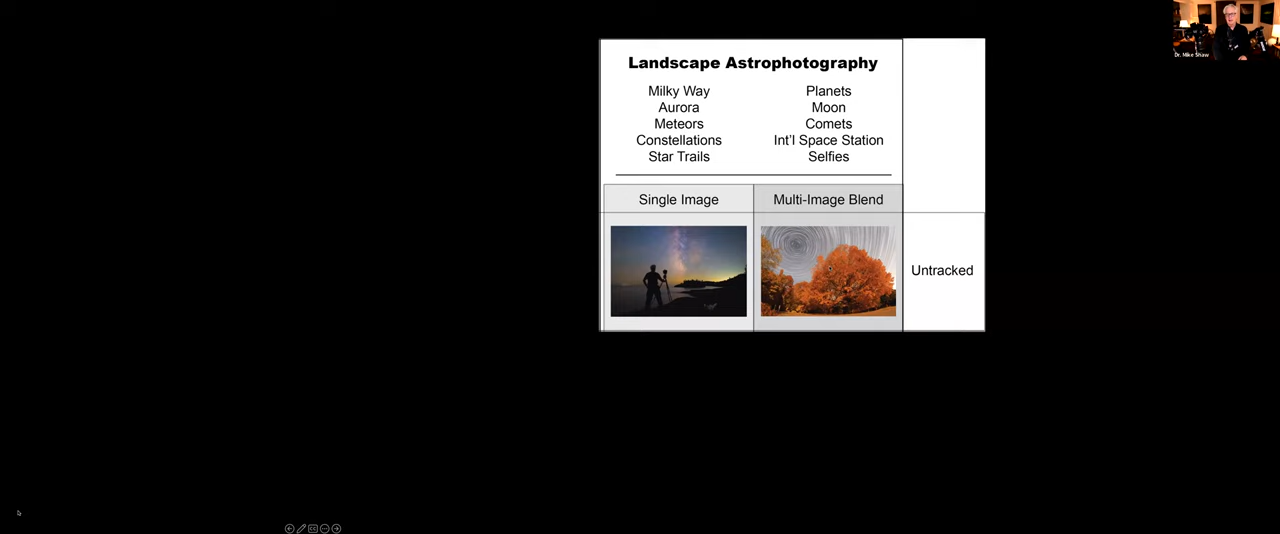 Dr. Mike Shaw
Landscape Astrophotography
Milky Way
Aurora
Meteors
Constellations
Star Trails
Planets
Moon
Comets
Int'l Space Station
Selfies
Single Image
Multi-Image Blend
Untracked